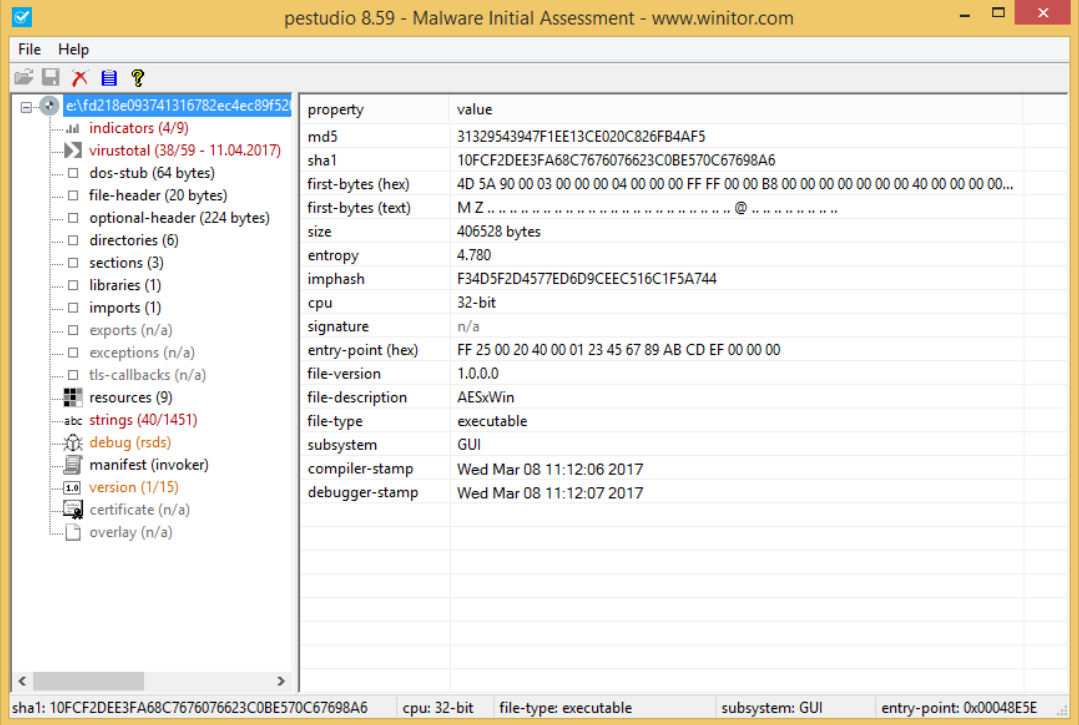 pestudio 8.59 - Malware Initial Assessment - www.winitor.com
File Help
e:\fd218e093741316782ec4ec89f52
indicators (4/9)
virustotal (38/59 - 11.04.2017)
dos-stub (64 bytes)
file-header (20 bytes)
optional-header (224 bytes)
directories (6)
sections (3)
libraries (1)
imports (1)
exports (n/a)
exceptions (n/a)
tls-callbacks (n/a)
resources (9)
abc strings (40/1451)
debug (rsds)
manifest (invoker)
1.0 version (1/15)
certificate (n/a)
overlay (n/a)
property value
md5 31329543947F1EE13CE020C826FB4AF5
sha1 10FCF2DEE3FA68C7676076623C0BE570C67698A6
first-bytes (hex) 4D 5A 90 00 03 00 00 00 04 00 00 00 FF FF 00 00 B8 00 00 00 00 00 00 00 40 00 00 00 00...
first-bytes (text) M Z .. .. .. .. .. .. .. .. .. .. .. .. .. .. .. .. .. .. .. .. .. .. @ .. .. .. .. .. .. .. ..
size 406528 bytes
entropy 4.780
imphash F34D5F2D4577ED6D9CEEC516C1F5A744
cpu 32-bit
signature n/a
entry-point (hex) FF 25 00 20 40 00 01 23 45 67 89 AB CD EF 00 00 00
file-version 1.0.0.0
file-description AESxWin
file-type executable
subsystem GUI
compiler-stamp Wed Mar 08 11:12:06 2017
debugger-stamp Wed Mar 08 11:12:07 2017
sha1: 10FCF2DEE3FA68C7676076623C0BE570C67698A6 cpu: 32-bit file-type: executable subsystem: GUI entry-point: 0x00048E5E